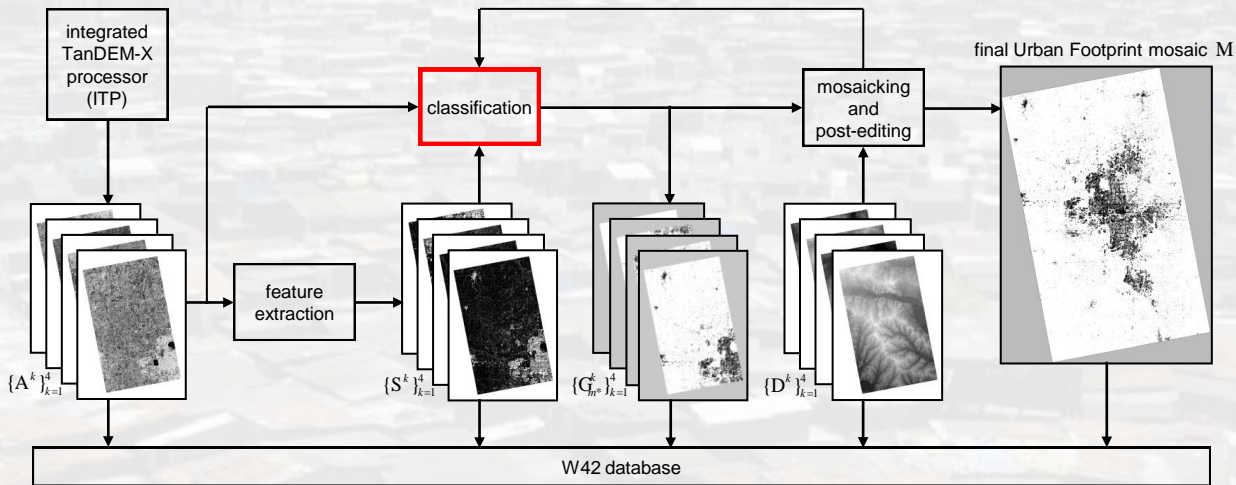 integrated
TanDEM-X
processor
(ITP)
classification
mosaicking
and
post-editing
final Urban Footprint mosaic M
feature
extraction
{A^k}_{k=1}^4
{S^k}_{k=1}^4
{G_{m*}^k}_{k=1}^4
{D^k}_{k=1}^4
W42 database